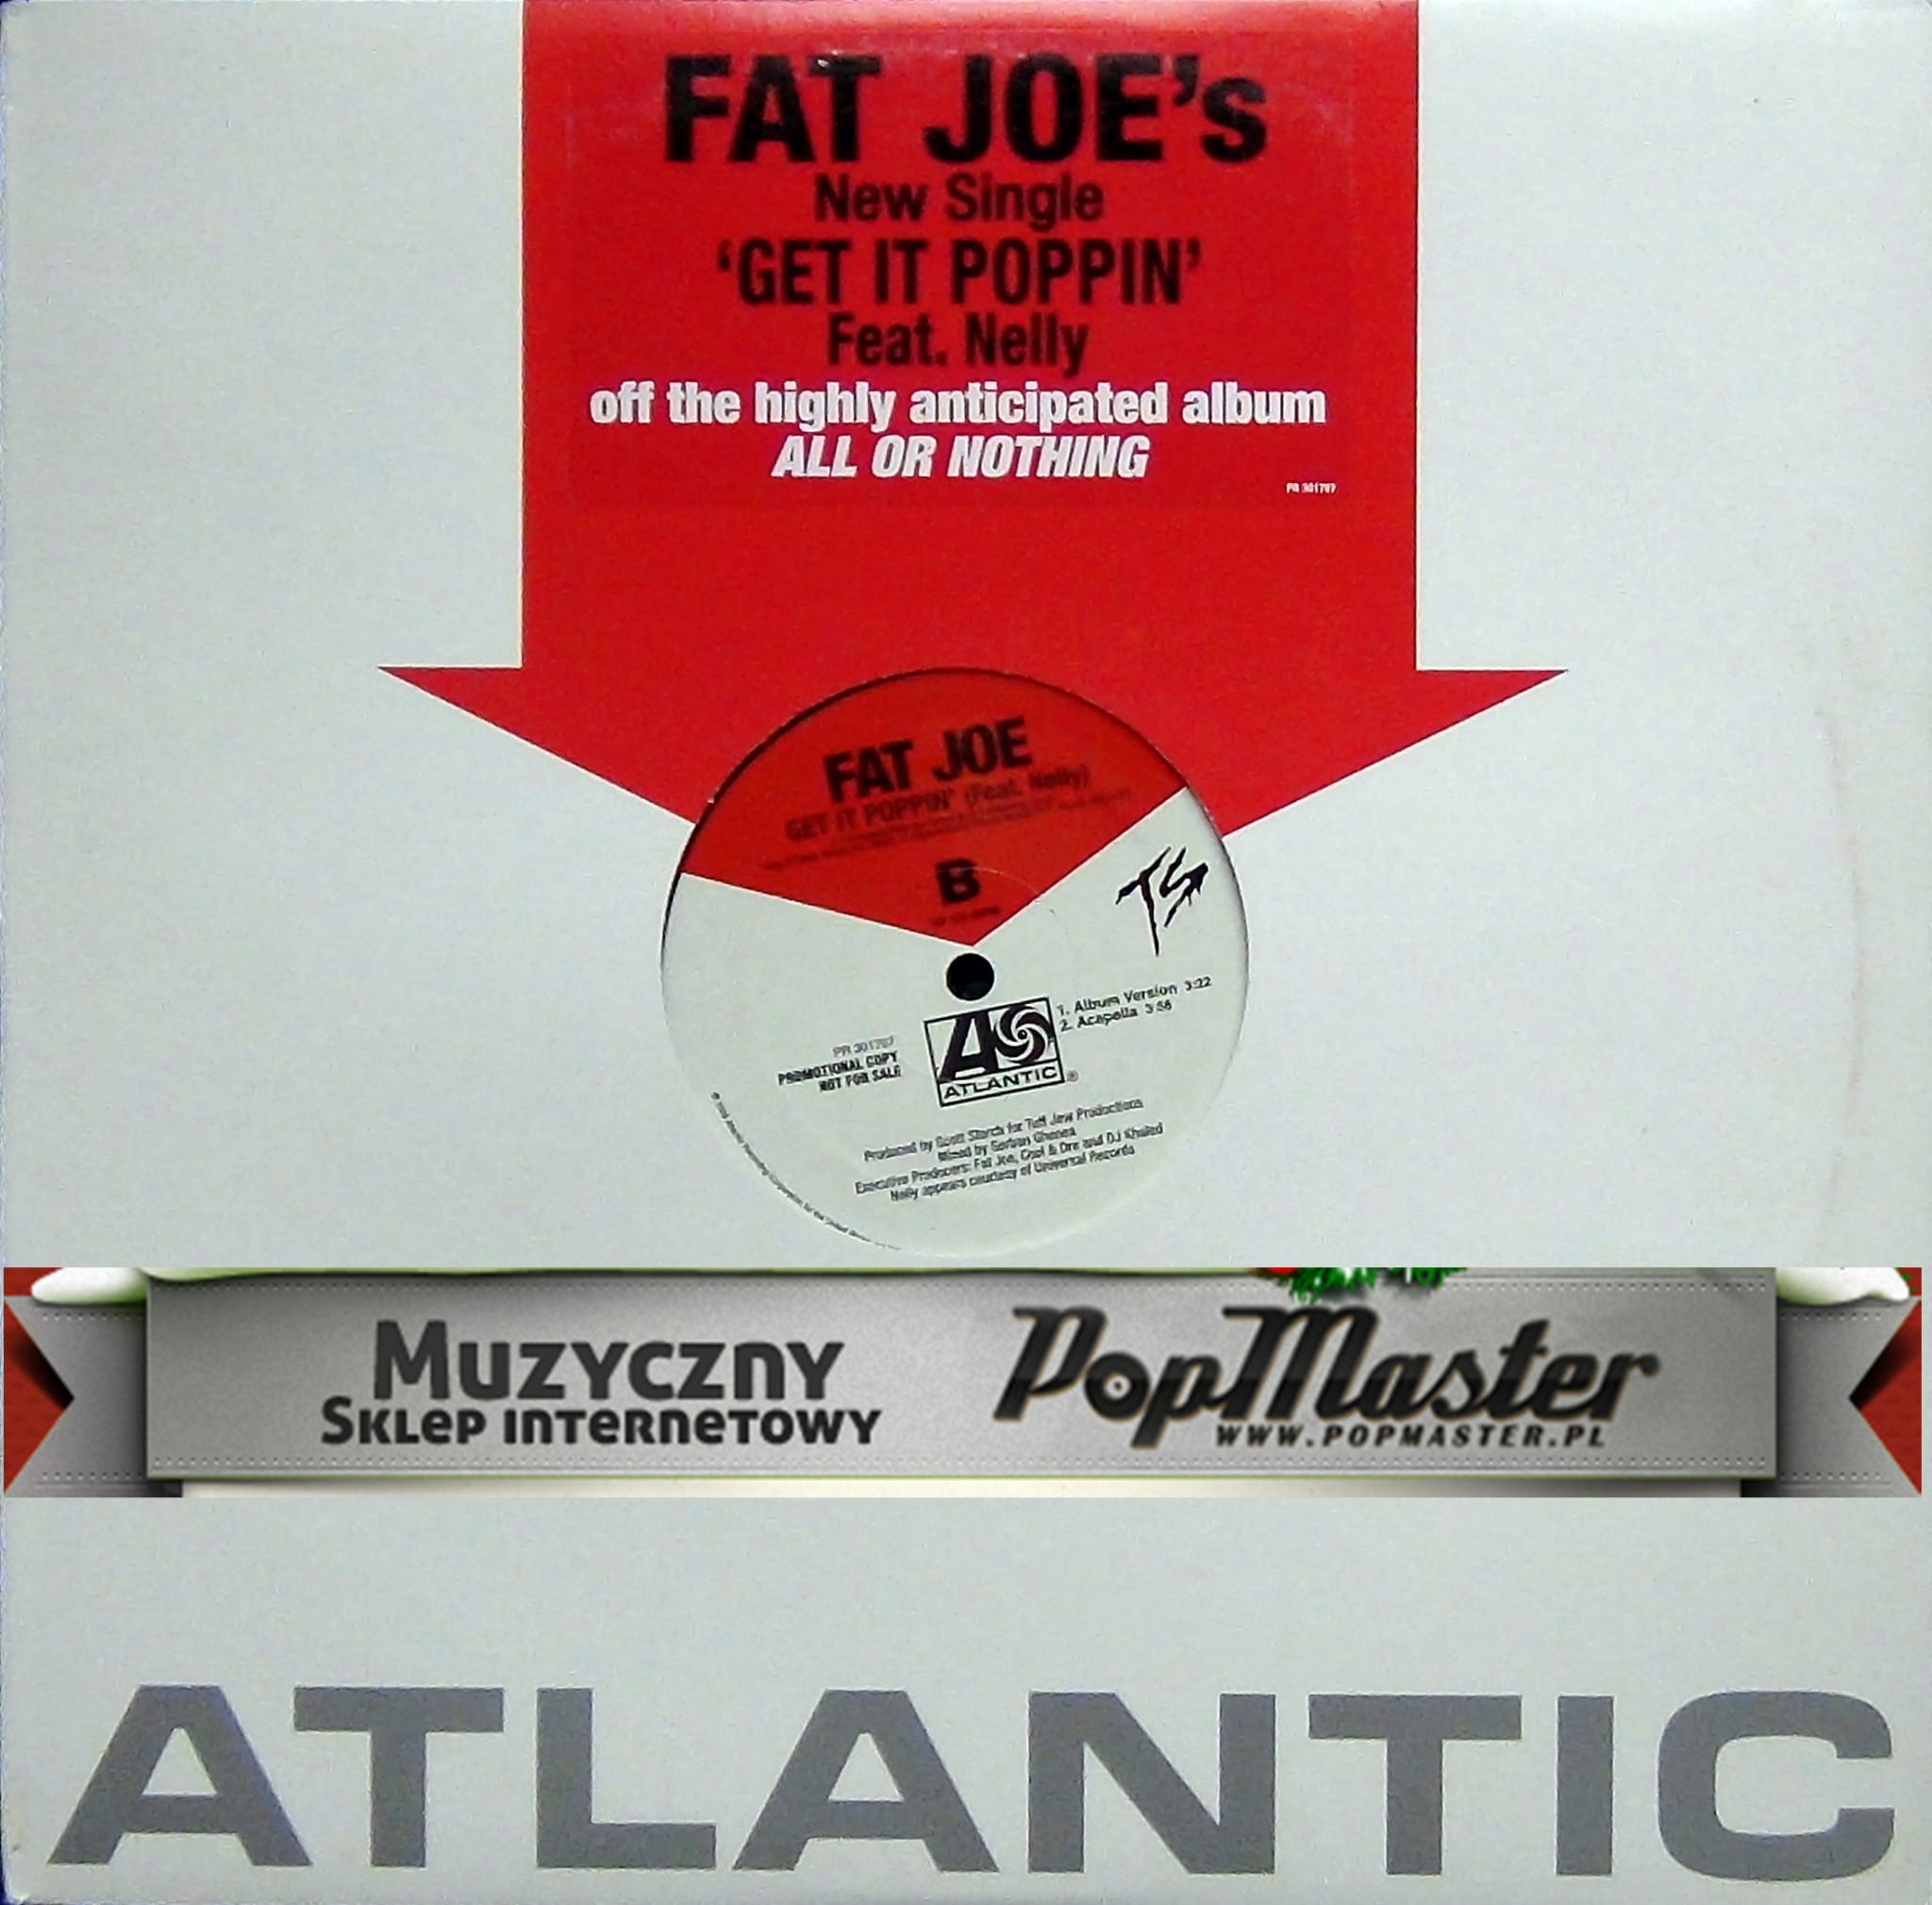 FAT JOE's
New Single
‘GET IT POPPIN’
Feat. Nelly
off the highly anticipated album
ALL OR NOTHING
PR 301787
FAT JOE
GET IT POPPIN' (Feat. Nelly)
B
TS
1. Album Version 3:22
2. Acapella 3:56
PR 301787
PROMOTIONAL COPY
NOT FOR SALE
ATLANTIC ®
Produced by Scott Storch for Tuff Jew Productions
Mixed by Serban Ghenea
Executive Producers: Fat Joe, Cool & Dre and DJ Khaled
Nelly appears courtesy of Universal Records
Muzyczny
Sklep internetowy
PopMaster
WWW.POPMASTER.PL
ATLANTIC